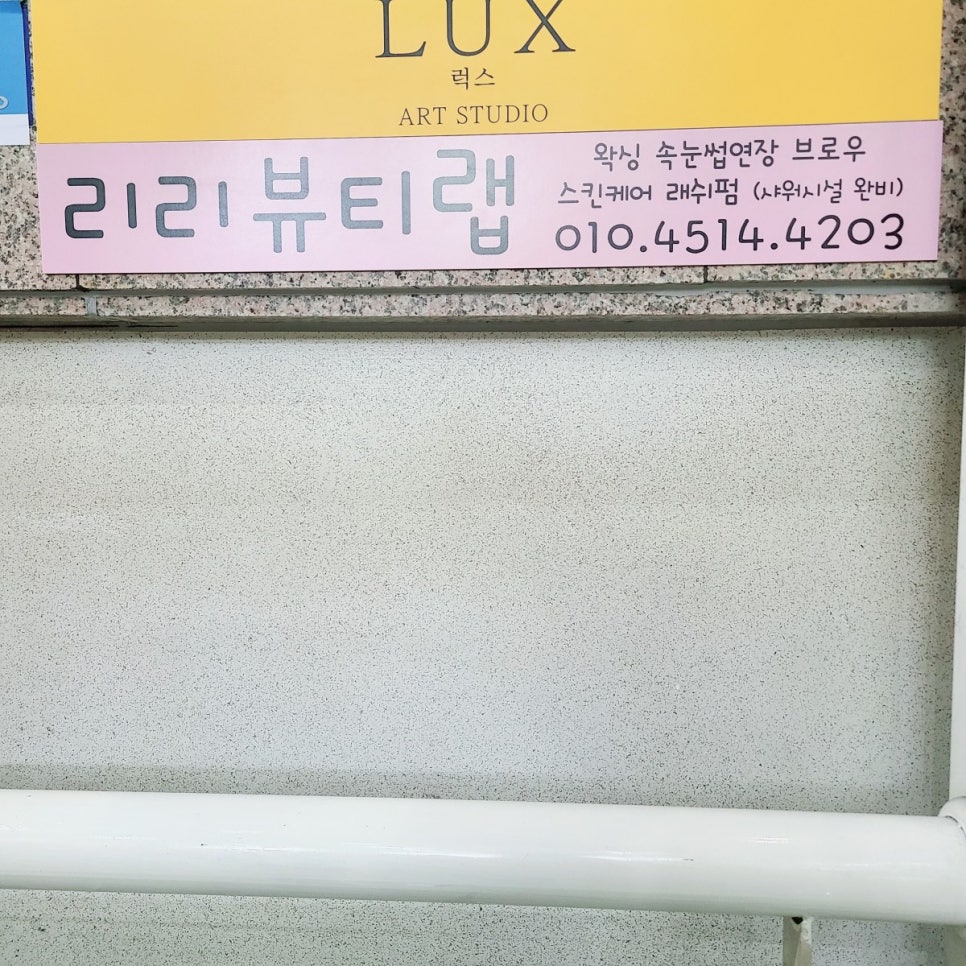 LUX
럭스
ART STUDIO
리리뷰티랩
왁싱 속눈썹연장 브로우
스킨케어 래쉬펌 (샤워시설 완비)
010.4514.4203